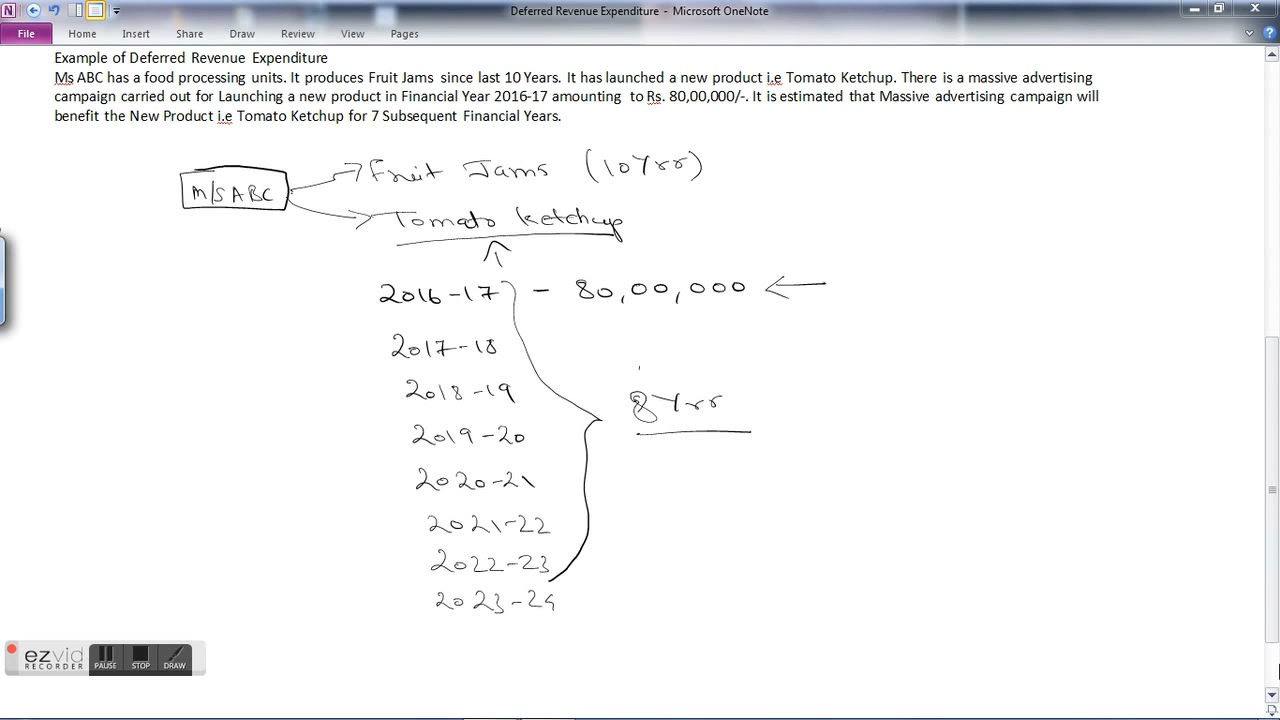 Deferred Revenue Expenditure - Microsoft OneNote
File Home Insert Share Draw Review View Pages
Example of Deferred Revenue Expenditure
Ms ABC has a food processing units. It produces Fruit Jams since last 10 Years. It has launched a new product i.e Tomato Ketchup. There is a massive advertising
campaign carried out for Launching a new product in Financial Year 2016-17 amounting to Rs. 80,00,000/-. It is estimated that Massive advertising campaign will
benefit the New Product i.e Tomato Ketchup for 7 Subsequent Financial Years.
Fruit Jams (10Yrr)
M/S ABC
Tomato Ketchup
2016-17 - 80,00,000
2017-18
2018-19
8Yrr
2019-20
2020-21
2021-22
2022-23
2023-24
ezvid
RECORDER
PAUSE STOP DRAW